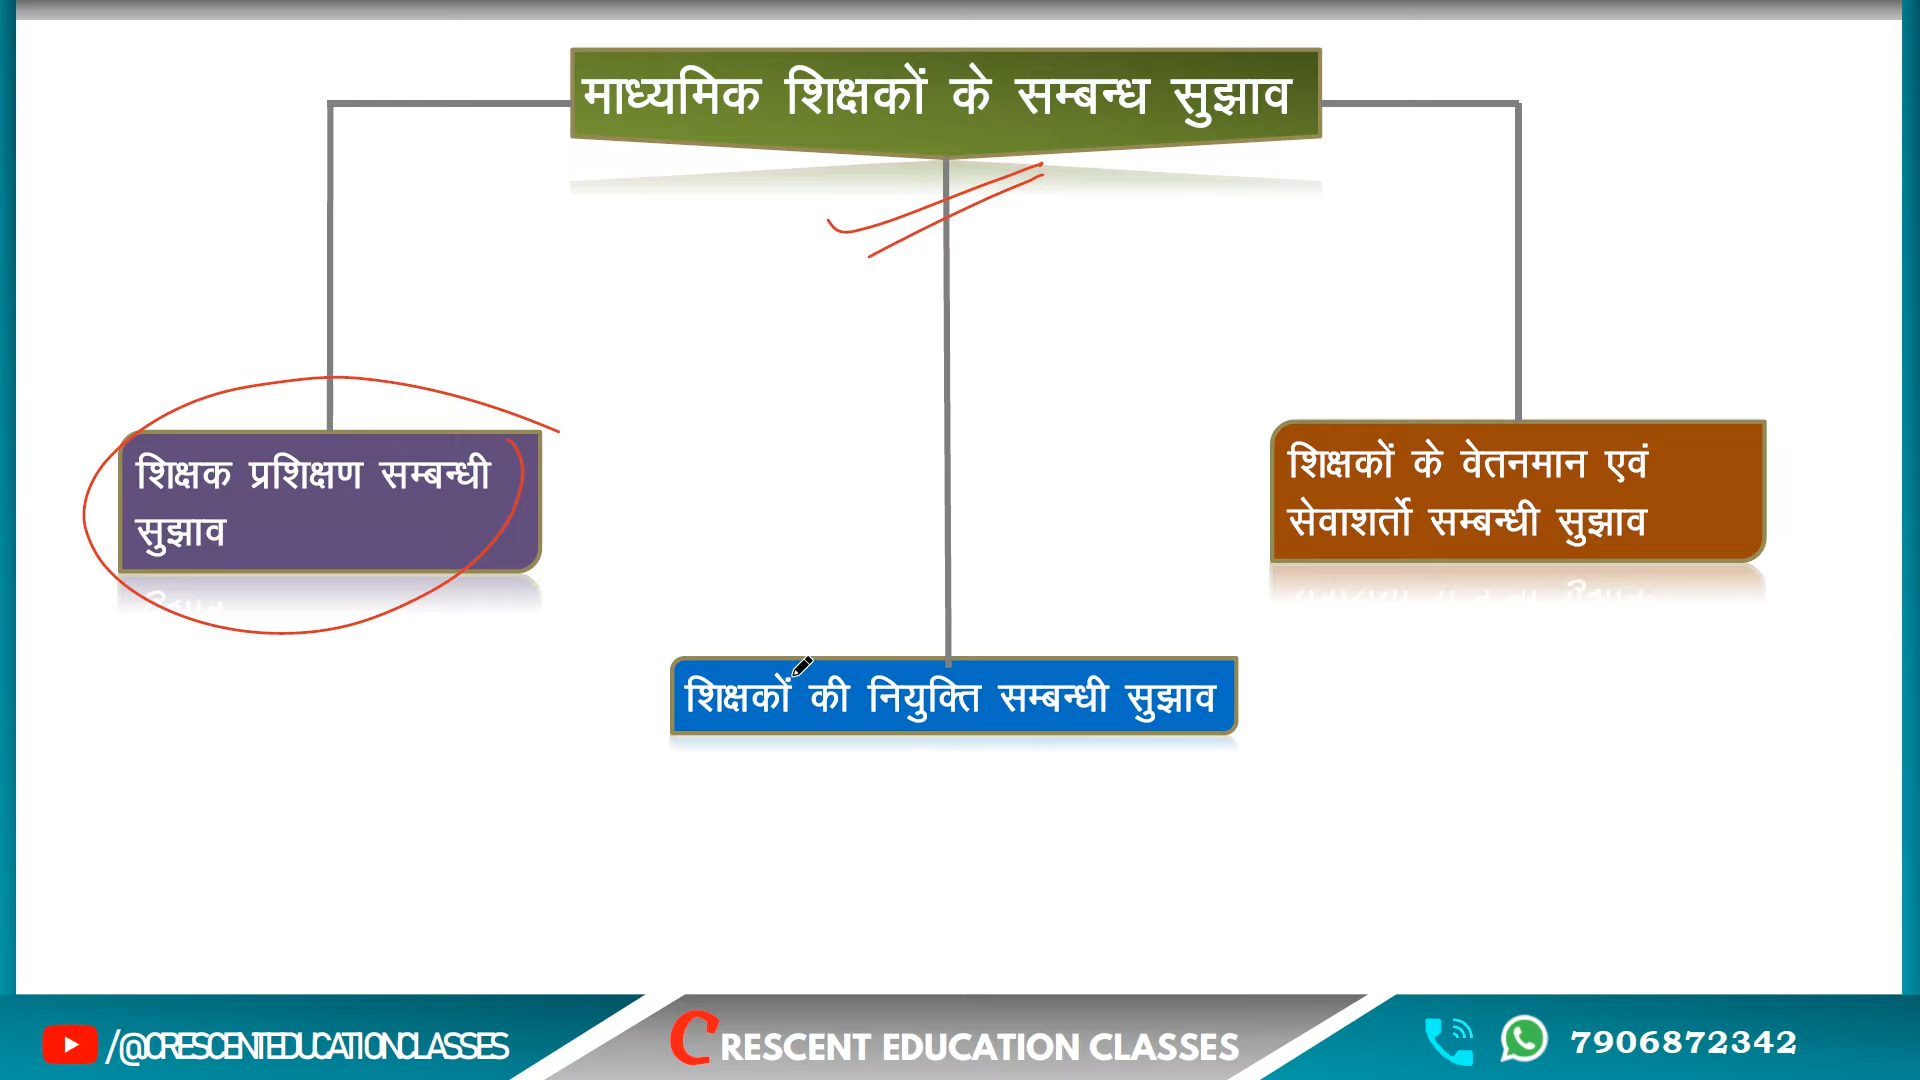 माध्यमिक शिक्षकों के सम्बन्ध सुझाव
शिक्षक प्रशिक्षण सम्बन्धी
सुझाव
शिक्षकों के वेतनमान एवं
सेवाशर्तो सम्बन्धी सुझाव
शिक्षकों की नियुक्ति सम्बन्धी सुझाव
/@CRESCENTEDUCATIONCLASSES
CRESCENT EDUCATION CLASSES
7906872342